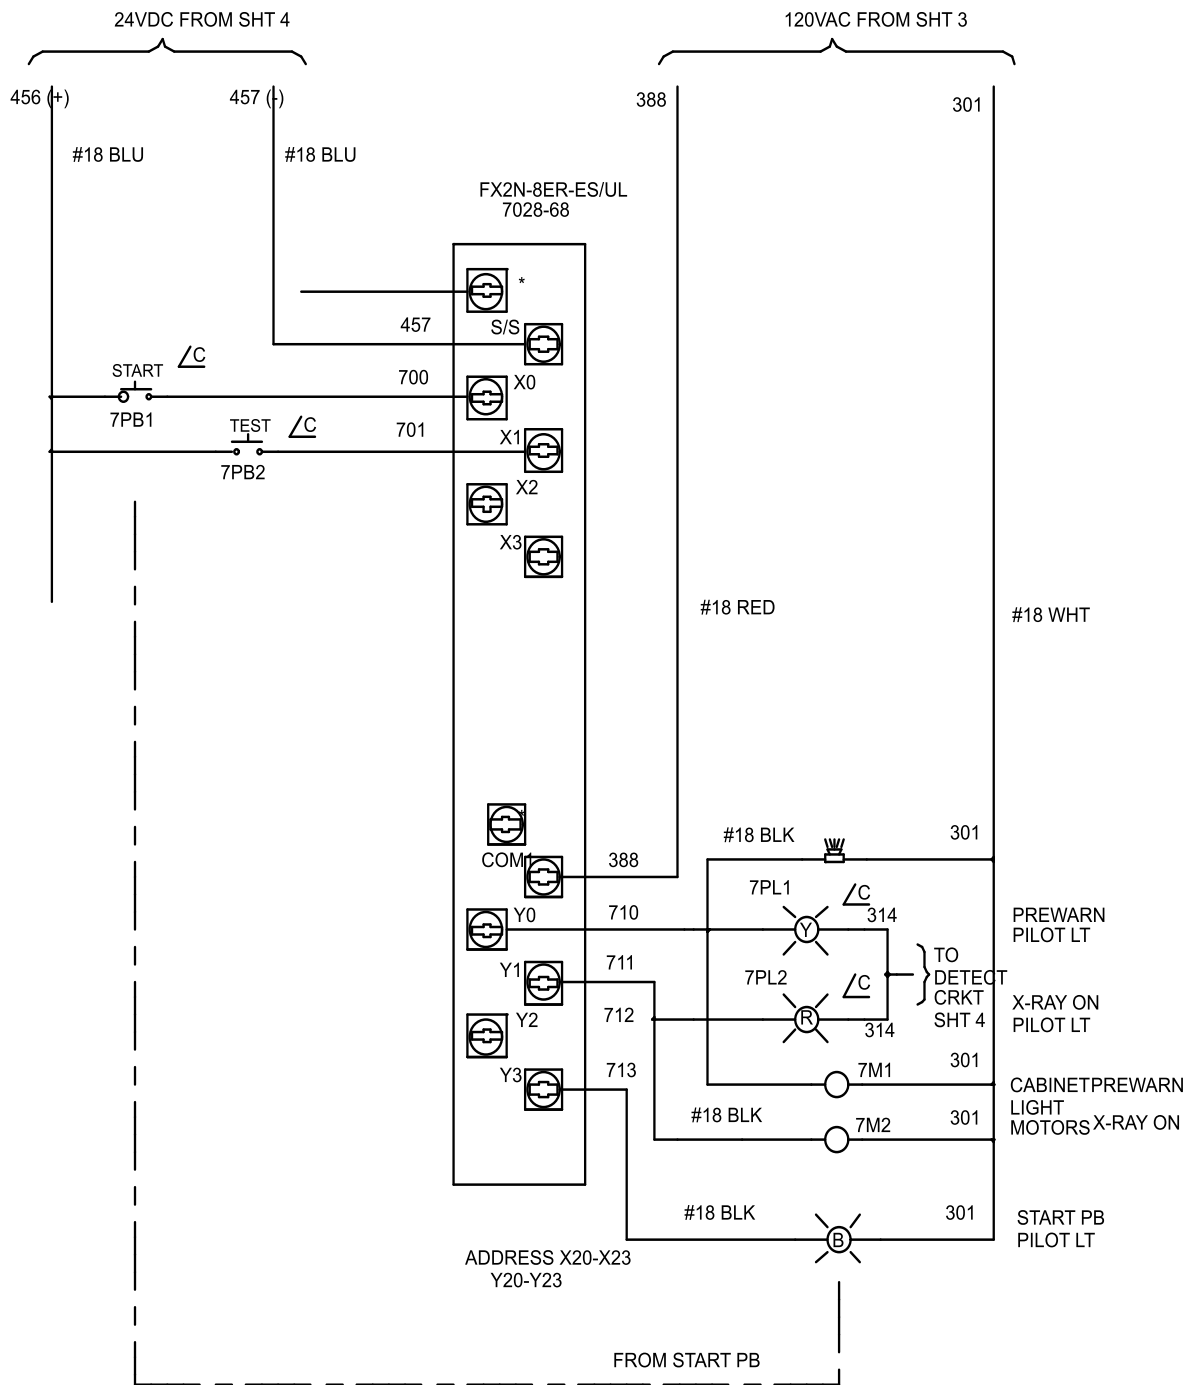 24VDC FROM SHT 4
120VAC FROM SHT 3
456 (+)
457 (-)
388
301
#18 BLU
#18 BLU
FX2N-8ER-ES/UL
7028-68
*
457
S/S
START
/C
700
X0
7PB1
TEST
/C
701
X1
7PB2
X2
X3
#18 RED
#18 WHT
*
#18 BLK
301
COM1
388
7PL1
/C
710
Y0
314
Y
PREWARN
PILOT LT
711
Y1
7PL2
/C
TO
DETECT
CRKT
SHT 4
712
Y2
R
314
X-RAY ON
PILOT LT
713
Y3
7M1
301
CABINET PREWARN
LIGHT
MOTORS X-RAY ON
#18 BLK
7M2
301
#18 BLK
301
B
START PB
PILOT LT
ADDRESS X20-X23
Y20-Y23
FROM START PB